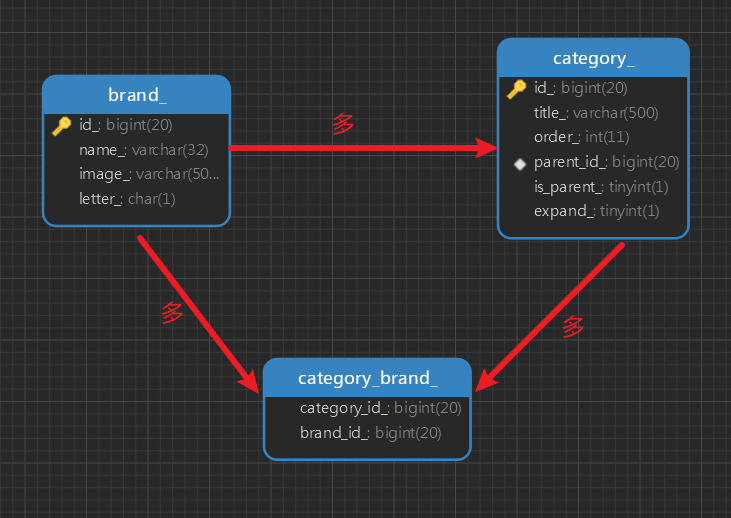 brand_
id_: bigint(20)
name_: varchar(32)
image_: varchar(50...
letter_: char(1)
多
category_
id_: bigint(20)
title_: varchar(500)
order_: int(11)
parent_id_: bigint(20)
is_parent_: tinyint(1)
expand_: tinyint(1)
多
多
category_brand_
category_id_: bigint(20)
brand_id_: bigint(20)